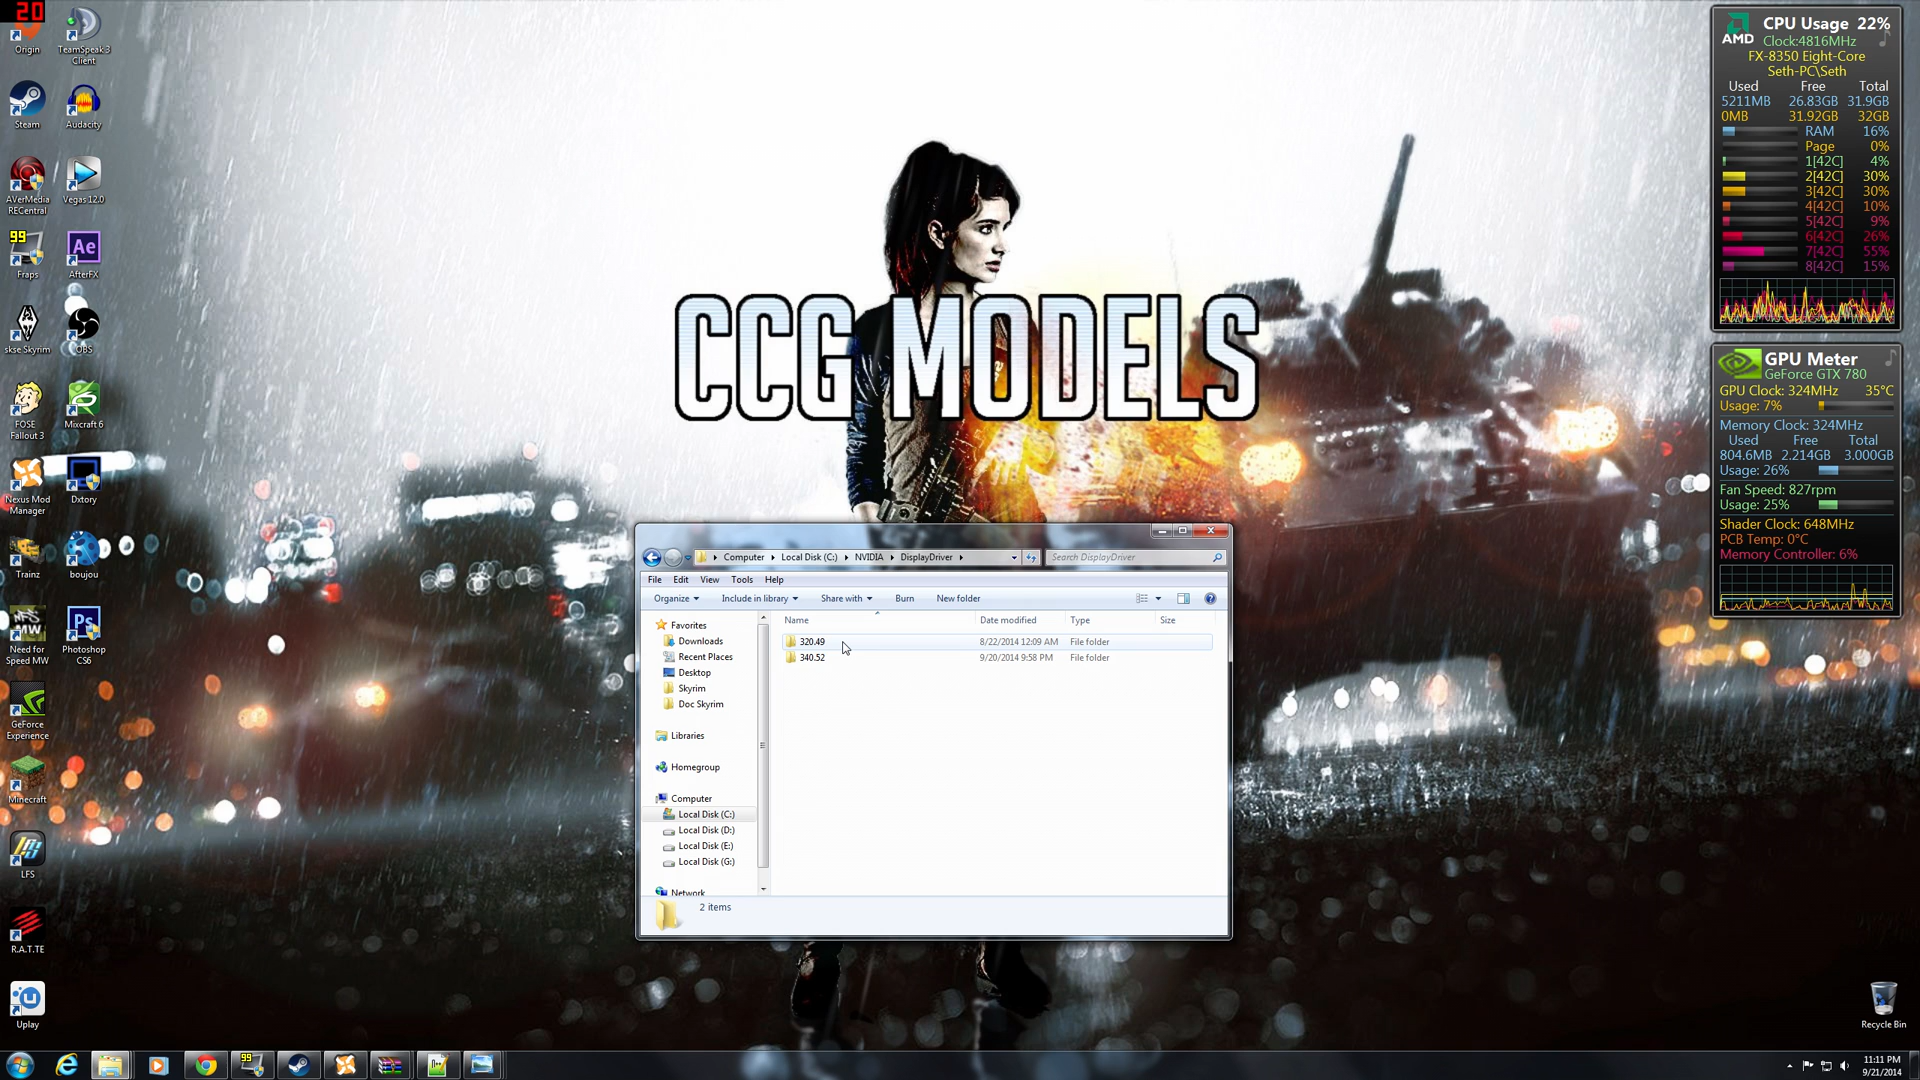 20
Origin
TeamSpeak 3
Client
Steam
Audacity
AVerMedia
RECentral
Vegas 12.0
99
Fraps
Ae
AfterFX
skse Skyrim
OBS
FOSE
Fallout 3
Mixcraft 6
Nexus Mod
Manager
Dxtory
Trainz
boujou
NFS
MW
Need for
Speed MW
Ps
Photoshop
CS6
GeForce
Experience
Minecraft
LFS
R.A.T.TE
Uplay
CCG MODELS
AMD
CPU Usage 22%
Clock:4816MHz
FX-8350 Eight-Core
Seth-PC\Seth
Used Free Total
5211MB 26.83GB 31.9GB
0MB 31.92GB 32GB
RAM 16%
Page 0%
1[42C] 4%
2[42C] 30%
3[42C] 30%
4[42C] 10%
5[42C] 9%
6[42C] 26%
7[42C] 55%
8[42C] 15%
GPU Meter
GeForce GTX 780
GPU Clock: 324MHz 35°C
Usage: 7%
Memory Clock: 324MHz
Used Free Total
804.6MB 2.214GB 3.000GB
Usage: 26%
Fan Speed: 827rpm
Usage: 25%
Shader Clock: 648MHz
PCB Temp: 0°C
Memory Controller: 6%
Computer Local Disk (C:) NVIDIA DisplayDriver
Search DisplayDriver
File Edit View Tools Help
Organize Include in library Share with Burn New folder
Name Date modified Type Size
320.49 8/22/2014 12:09 AM File folder
340.52 9/20/2014 9:58 PM File folder
Favorites
Downloads
Recent Places
Desktop
Skyrim
Doc Skyrim
Libraries
Homegroup
Computer
Local Disk (C:)
Local Disk (D:)
Local Disk (E:)
Local Disk (G:)
Network
2 items
Recycle Bin
99
11:11 PM
9/21/2014